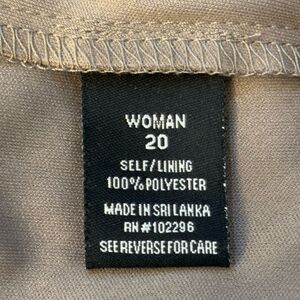 WOMAN
20
SELF/LINING
100% POLYESTER
MADE IN SRI LANKA
RN #102296
SEE REVERSE FOR CARE